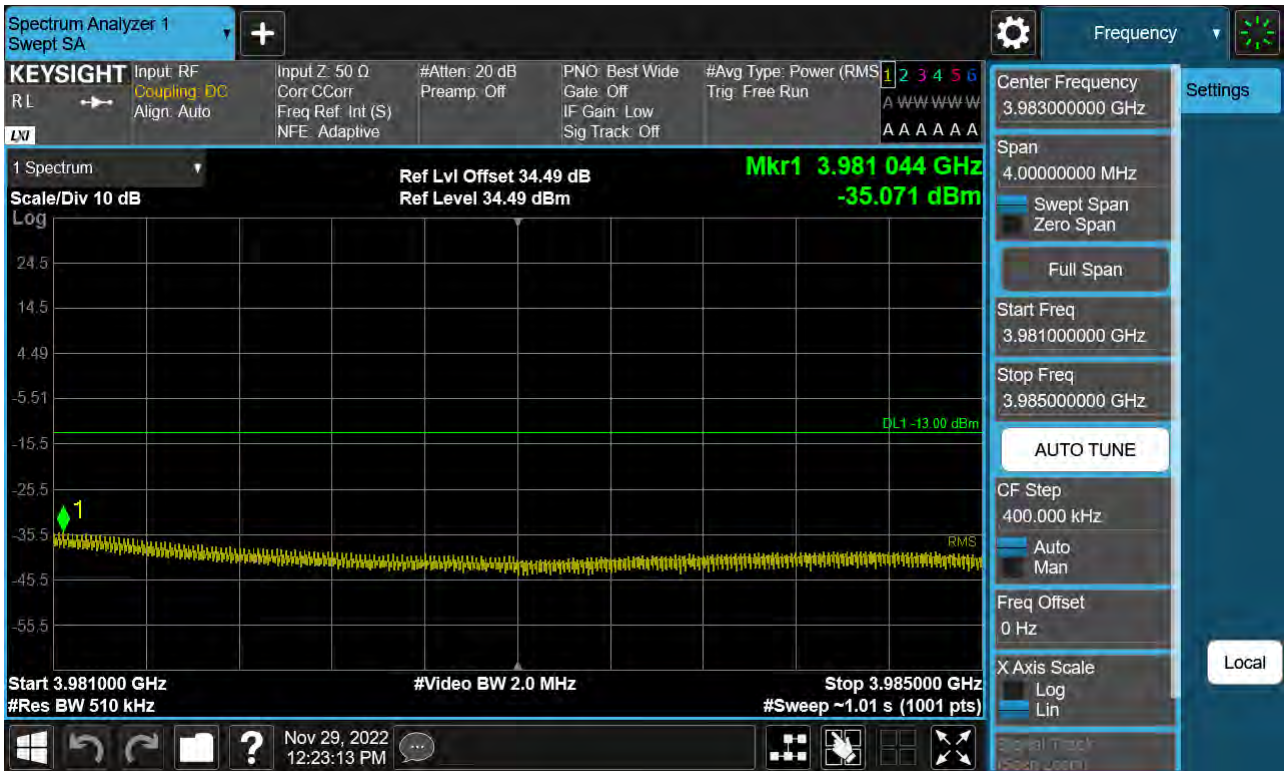 Spectrum Analyzer 1
Swept SA
Frequency
KEYSIGHT
RL
LXI
Input: RF
Coupling: DC
Align: Auto
Input Z: 50 Ω
Corr CCorr
Freq Ref: Int (S)
NFE: Adaptive
#Atten: 20 dB
Preamp: Off
PNO: Best Wide
Gate: Off
IF Gain: Low
Sig Track: Off
#Avg Type: Power (RMS
Trig: Free Run
1 2 3 4 5 6
A W W W W W
A A A A A A
1 Spectrum
Scale/Div 10 dB
Log
Ref Lvl Offset 34.49 dB
Ref Level 34.49 dBm
Mkr1 3.981 044 GHz
-35.071 dBm
24.5
14.5
4.49
-5.51
DL1 -13.00 dBm
-15.5
-25.5
1
-35.5
RMS
-45.5
-55.5
Start 3.981000 GHz
#Res BW 510 kHz
#Video BW 2.0 MHz
Stop 3.985000 GHz
#Sweep ~1.01 s (1001 pts)
Center Frequency
3.983000000 GHz
Settings
Span
4.00000000 MHz
Swept Span
Zero Span
Full Span
Start Freq
3.981000000 GHz
Stop Freq
3.985000000 GHz
AUTO TUNE
CF Step
400.000 kHz
Auto
Man
Freq Offset
0 Hz
X Axis Scale
Log
Lin
Local
Signal Track
(Span Zoom)
?
Nov 29, 2022
12:23:13 PM